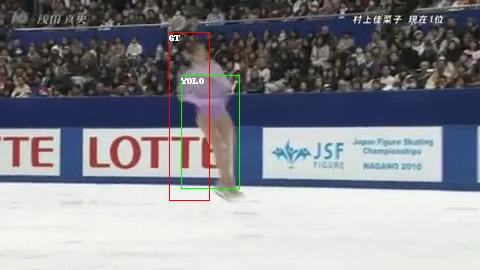 浅田真央
村上佳菜子 現在1位
GT
YOLO
TTE
LOTTE
JSF
FIGURE
Japan Figure Skating
Championships
NAGANO 2010